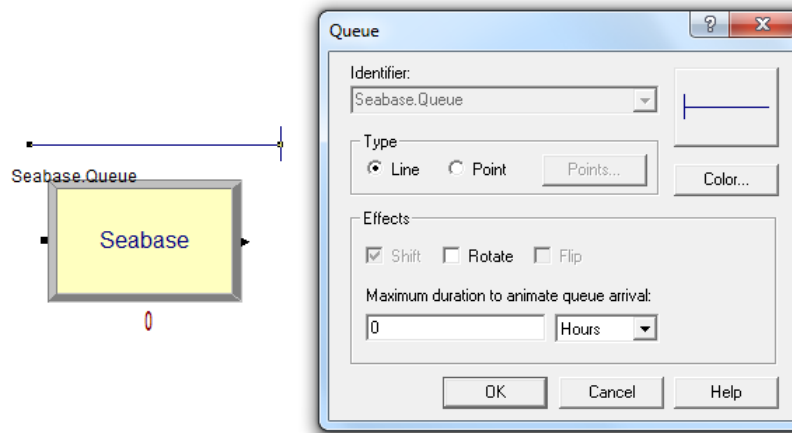 Seabase.Queue
Seabase
0
Queue
? X
Identifier:
Seabase.Queue
Type
Line Point Points...
Color...
Effects
Shift Rotate Flip
Maximum duration to animate queue arrival:
0 Hours
OK Cancel Help